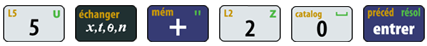 L5 U échanger mém " L2 Z catalog ⎵ précéd résol
5 x,t,θ,n + 2 0 entrer